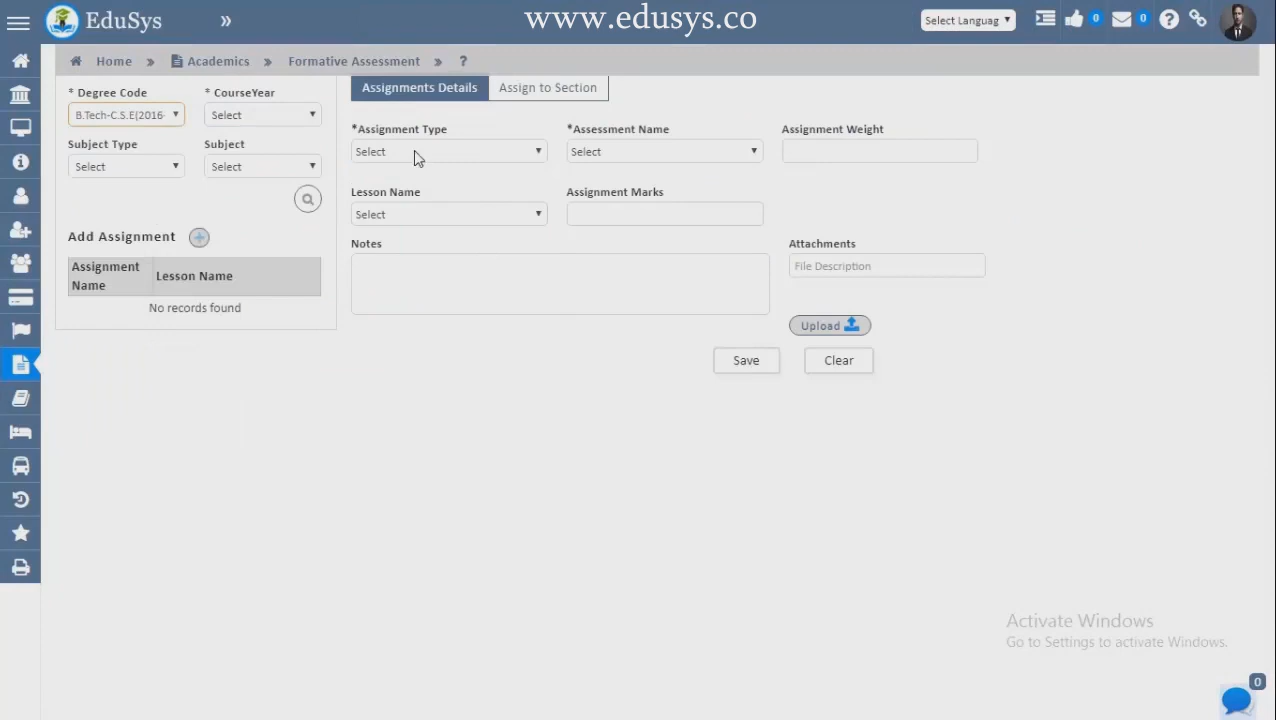 EduSys
»
www.edusys.co
Select Languag
0
0
Home » Academics » Formative Assessment » ?
* Degree Code
* CourseYear
B.Tech-C.S.E(2016-
Select
Subject Type
Subject
Select
Select
Add Assignment
Assignment Name
Lesson Name
No records found
Assignments Details
Assign to Section
*Assignment Type
*Assessment Name
Assignment Weight
Select
Select
Lesson Name
Assignment Marks
Select
Notes
Attachments
File Description
Upload
Save
Clear
Activate Windows
Go to Settings to activate Windows.
0